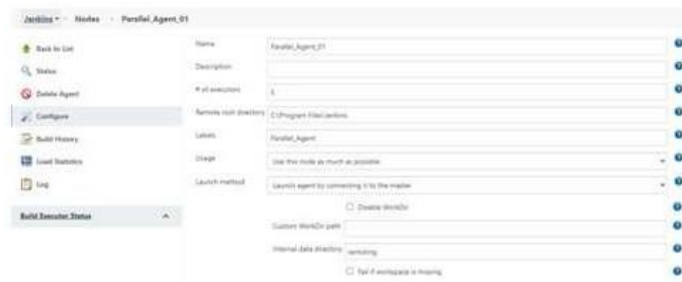 Jenkins Nodes Parallel_Agent_01
Back to List
Status
Delete Agent
Configure
Build History
Load Statistics
Log
Build Executor Status
Name Parallel_Agent_01
Description
# of executors
Remote root directory C:\Program Files\Jenkins
Labels Parallel_Agent
Usage Use this node as much as possible
Launch method Launch agent by connecting it to the master
Disable WorkDir
Custom WorkDir path
Internal data directory remoting
Fail if workspace is missing